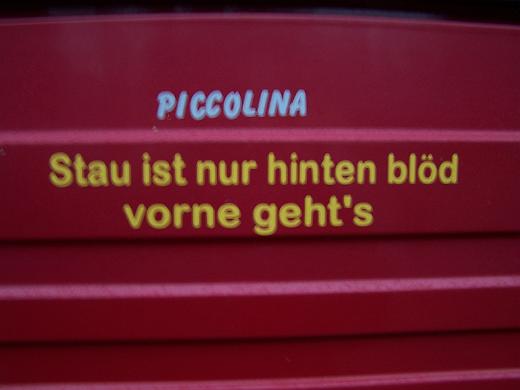 PICCOLINA
Stau ist nur hinten blöd
vorne geht's